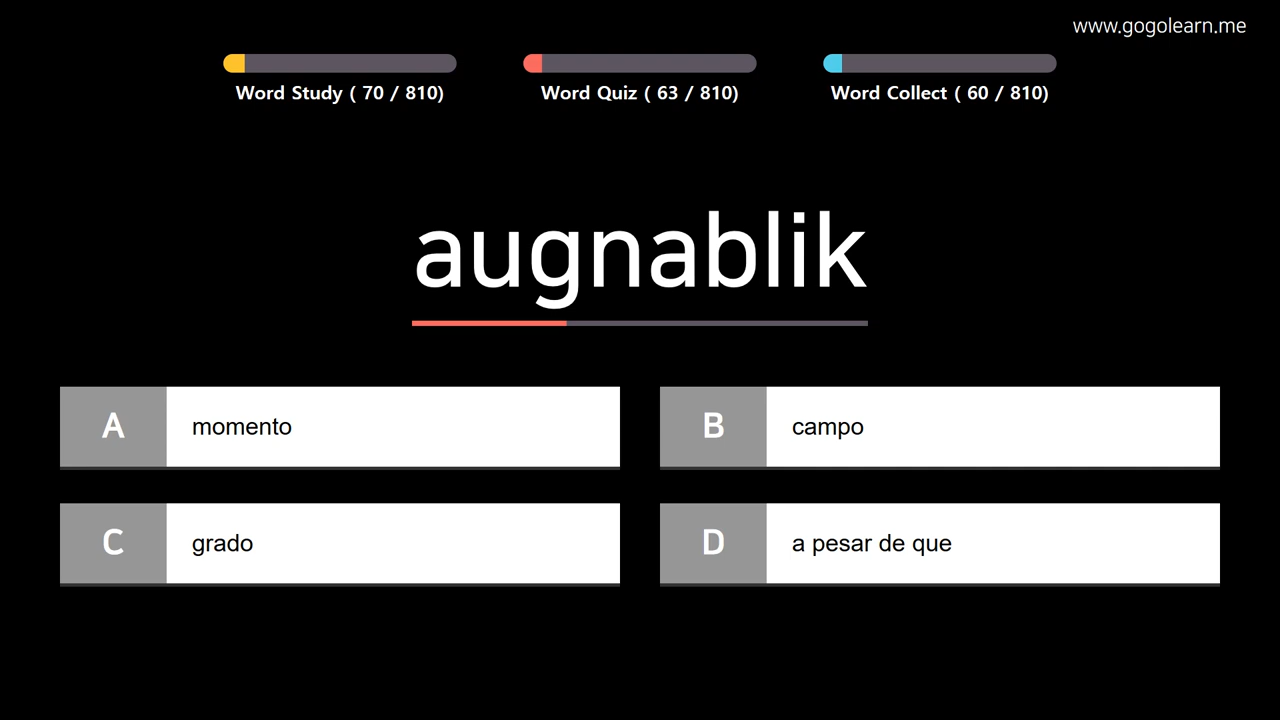 www.gogolearn.me
Word Study ( 70 / 810)
Word Quiz ( 63 / 810)
Word Collect ( 60 / 810)
augnablik
A momento
B campo
C grado
D a pesar de que